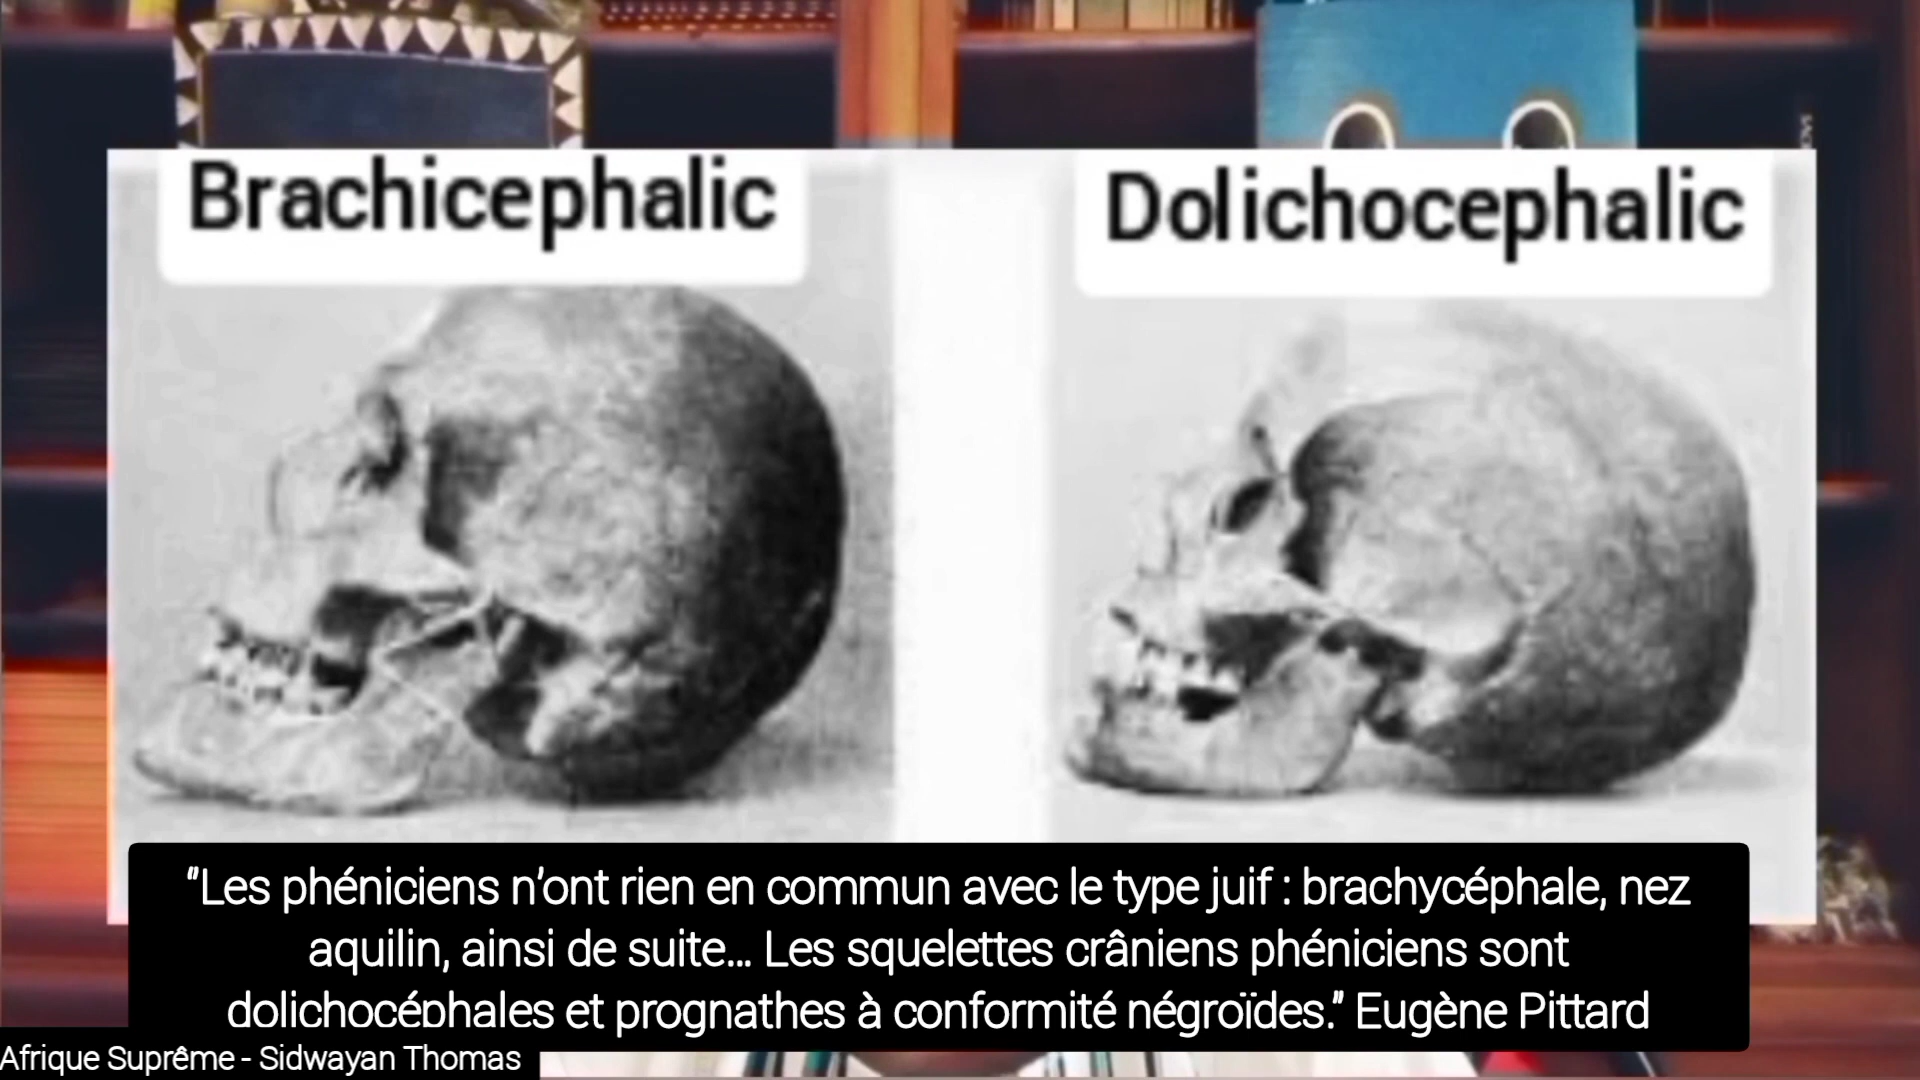 Brachicephalic
Dolichocephalic
"Les phéniciens n'ont rien en commun avec le type juif : brachycéphale, nez
aquilin, ainsi de suite... Les squelettes crâniens phéniciens sont
dolichocéphales et prognathes à conformité négroïdes." Eugène Pittard
Afrique Suprême - Sidwayan Thomas